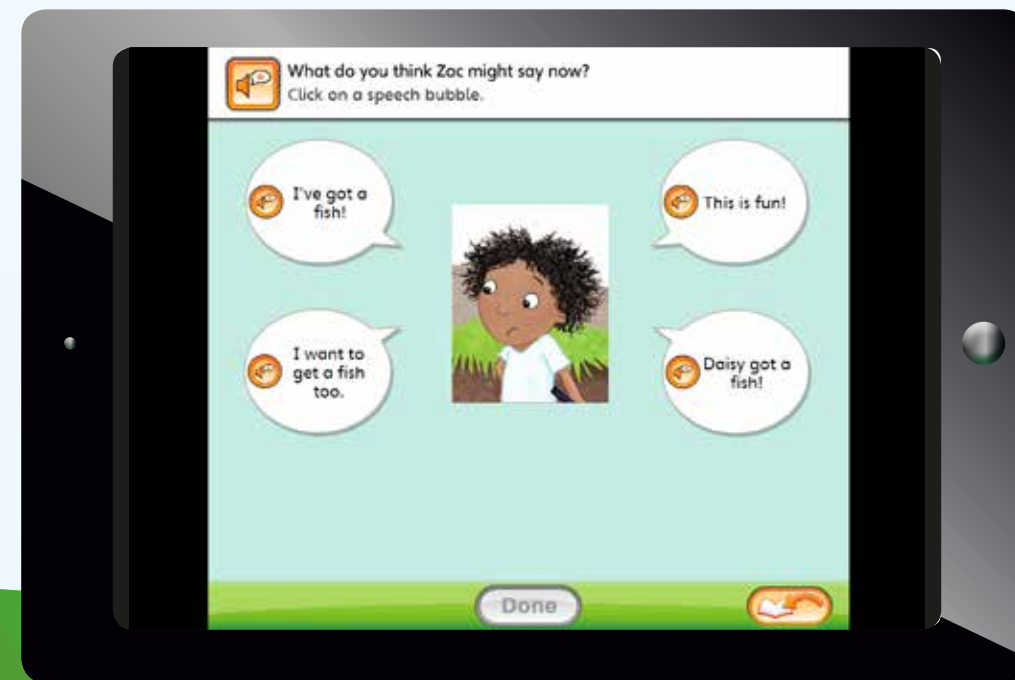 What do you think Zoc might say now?
Click on a speech bubble.
I've got a
fish!
This is fun!
I want to
get a fish
too.
Daisy got a
fish!
Done